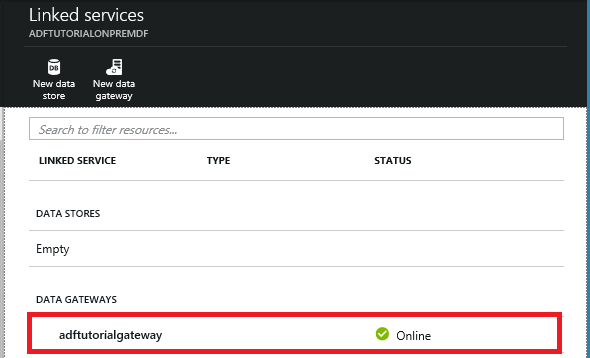 Linked services
ADFTUTORIALONPREMDF
DB
New data store
New data gateway
Search to filter resources...
LINKED SERVICE TYPE STATUS
DATA STORES
Empty
DATA GATEWAYS
adftutorialgateway Online